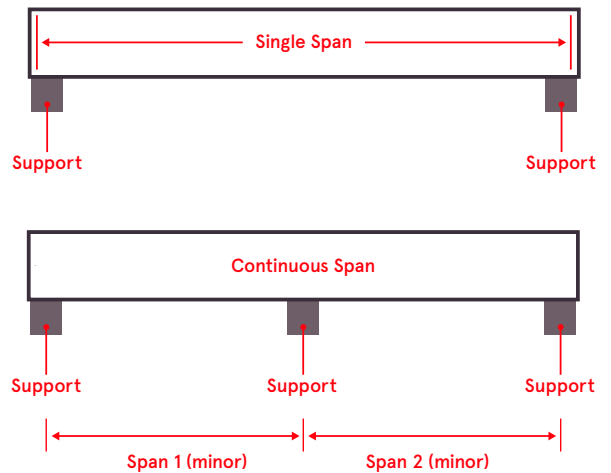 Single Span
Support
Support
Continuous Span
Support
Support
Support
Span 1 (minor)
Span 2 (minor)